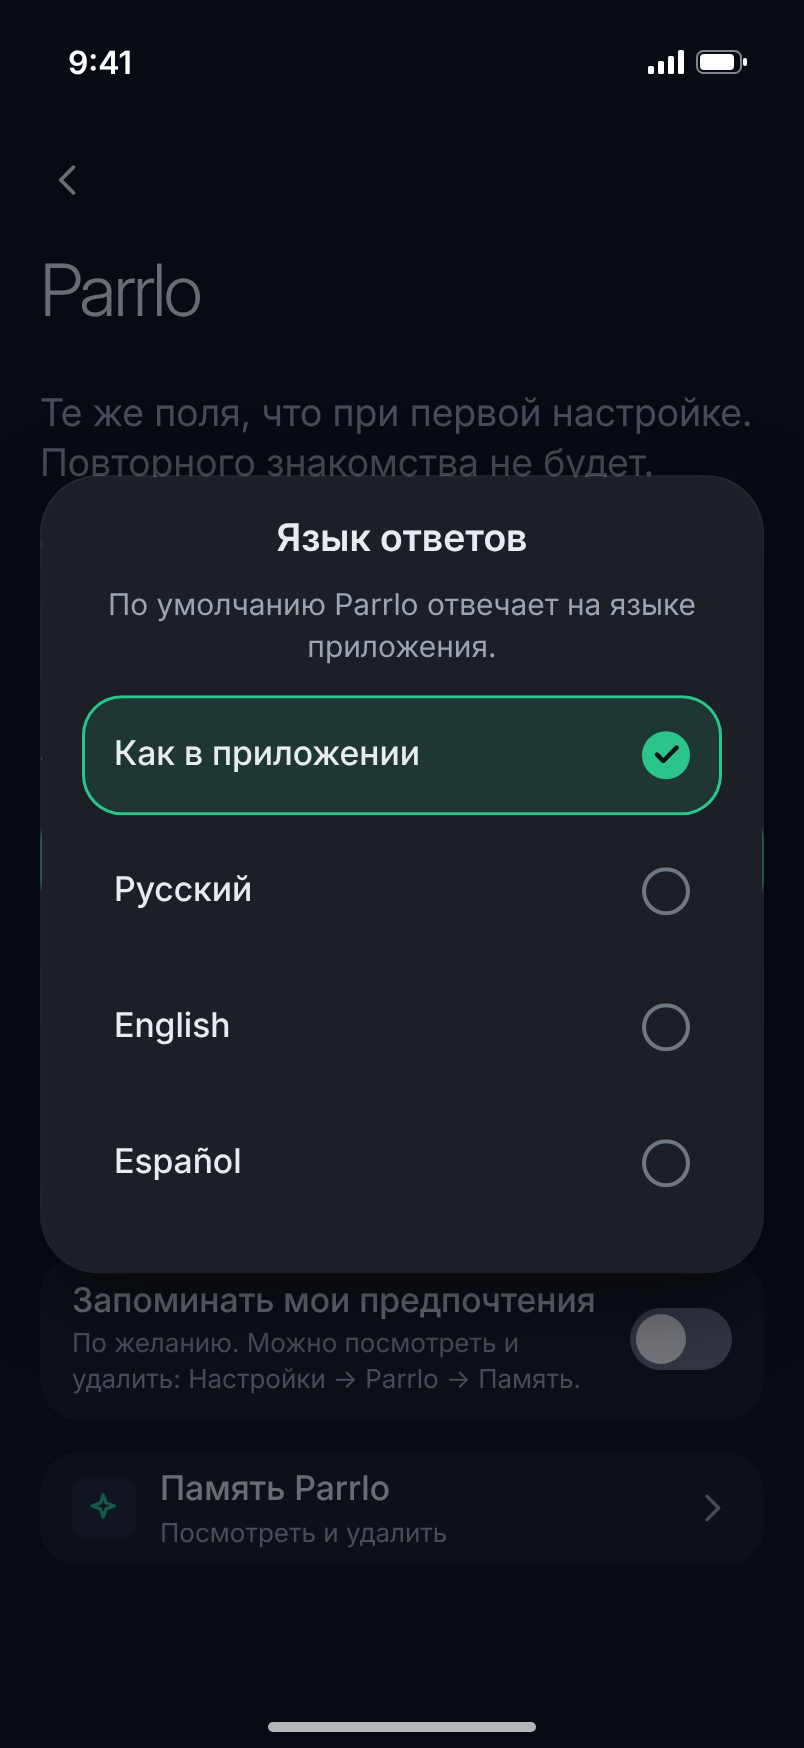 9:41
Parrlo
Те же поля, что при первой настройке.
Повторного знакомства не будет.
Язык ответов
По умолчанию Parrlo отвечает на языке
приложения.
Как в приложении
Русский
English
Español
Запоминать мои предпочтения
По желанию. Можно посмотреть и
удалить: Настройки → Parrlo → Память.
Память Parrlo
Посмотреть и удалить